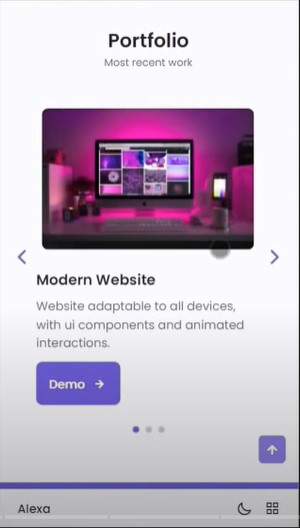 Portfolio
Most recent work
Modern Website
Website adaptable to all devices,
with ui components and animated
interactions.
Demo
Alexa